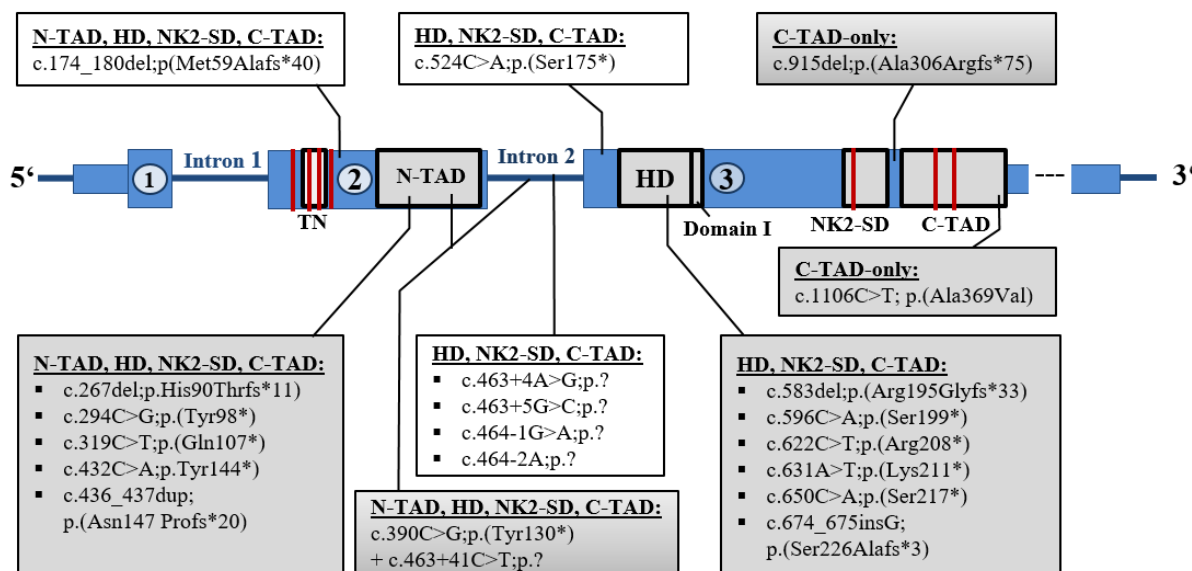 N-TAD, HD, NK2-SD, C-TAD:
c.174_180del;p(Met59Alafs*40)
HD, NK2-SD, C-TAD:
c.524C>A;p.(Ser175*)
C-TAD-only:
c.915del;p.(Ala306Argfs*75)
5‘
1
Intron 1
2
N-TAD
Intron 2
HD
3
3‘
TN
Domain I
NK2-SD
C-TAD
C-TAD-only:
c.1106C>T; p.(Ala369Val)
N-TAD, HD, NK2-SD, C-TAD:
▪ c.267del;p.His90Thrfs*11)
▪ c.294C>G;p.(Tyr98*)
▪ c.319C>T;p.(Gln107*)
▪ c.432C>A;p.Tyr144*)
▪ c.436_437dup;
p.(Asn147 Profs*20)
HD, NK2-SD, C-TAD:
▪ c.463+4A>G;p.?
▪ c.463+5G>C;p.?
▪ c.464-1G>A;p.?
▪ c.464-2A;p.?
N-TAD, HD, NK2-SD, C-TAD:
c.390C>G;p.(Tyr130*)
+ c.463+41C>T;p.?
HD, NK2-SD, C-TAD:
▪ c.583del;p.(Arg195Glyfs*33)
▪ c.596C>A;p.(Ser199*)
▪ c.622C>T;p.(Arg208*)
▪ c.631A>T;p.(Lys211*)
▪ c.650C>A;p.(Ser217*)
▪ c.674_675insG;
p.(Ser226Alafs*3)